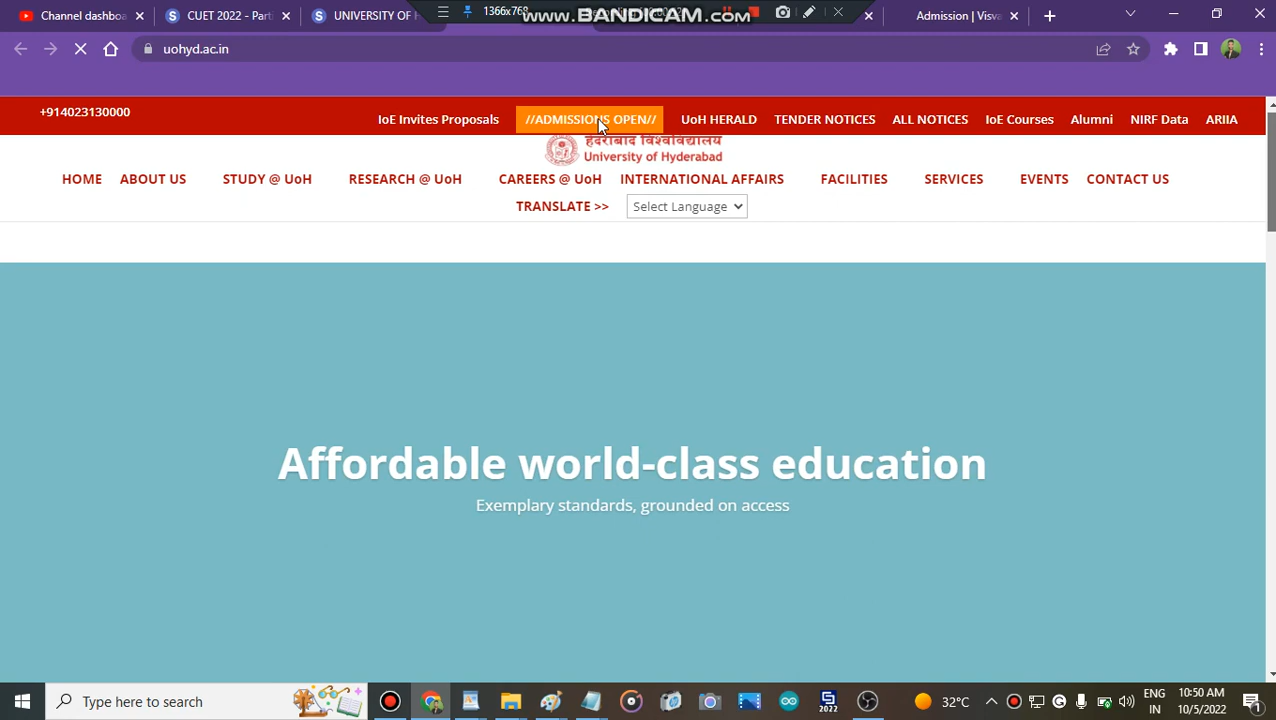 Channel dashbo
CUET 2022 - Part
UNIVERSITY OF H
1366x768
www.BANDICAM.com
Admission | Visva
uohyd.ac.in
+914023130000
IoE Invites Proposals
//ADMISSIONS OPEN//
UoH HERALD
TENDER NOTICES
ALL NOTICES
IoE Courses
Alumni
NIRF Data
ARIIA
हैदराबाद विश्वविद्यालय
University of Hyderabad
HOME
ABOUT US
STUDY @ UoH
RESEARCH @ UoH
CAREERS @ UoH
INTERNATIONAL AFFAIRS
FACILITIES
SERVICES
EVENTS
CONTACT US
TRANSLATE >>
Select Language
Affordable world-class education
Exemplary standards, grounded on access
Type here to search
2022
32°C
ENG
IN
10:50 AM
10/5/2022
1